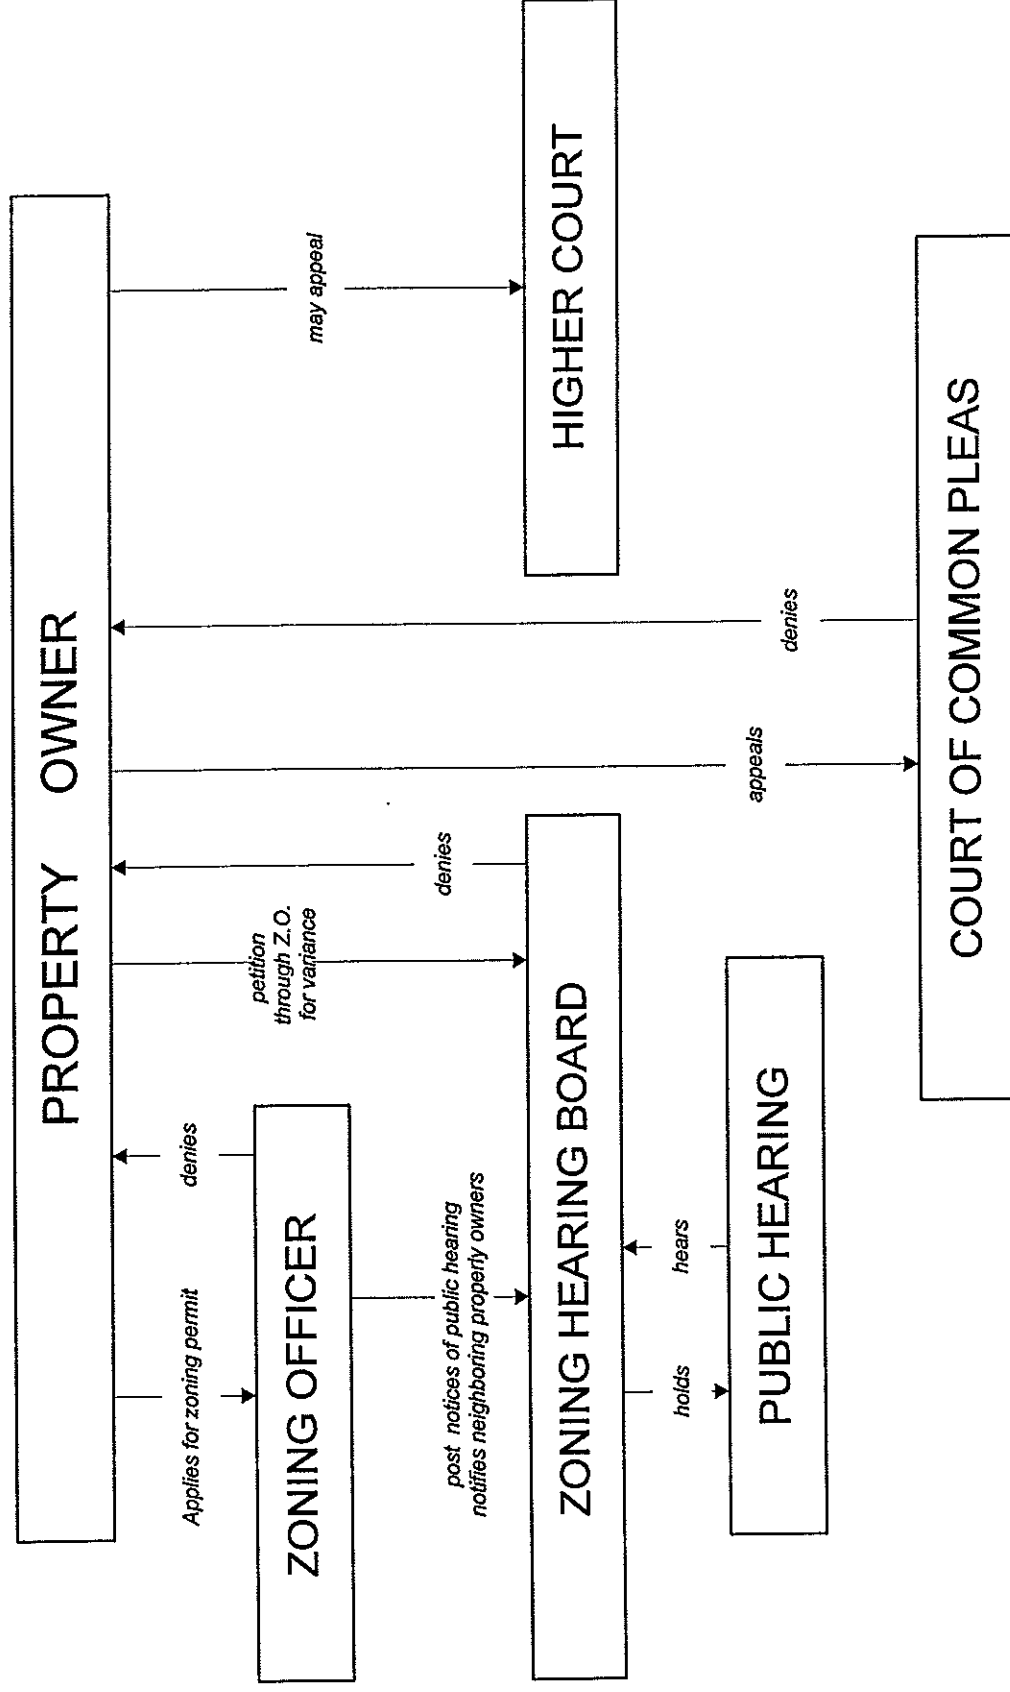 PROPERTY OWNER
Applies for zoning permit
denies
petition
through Z.O.
for variance
denies
appeals
denies
may appeal
ZONING OFFICER
post notices of public hearing
notifies neighboring properly owners
ZONING HEARING BOARD
HIGHER COURT
holds
hears
PUBLIC HEARING
COURT OF COMMON PLEAS